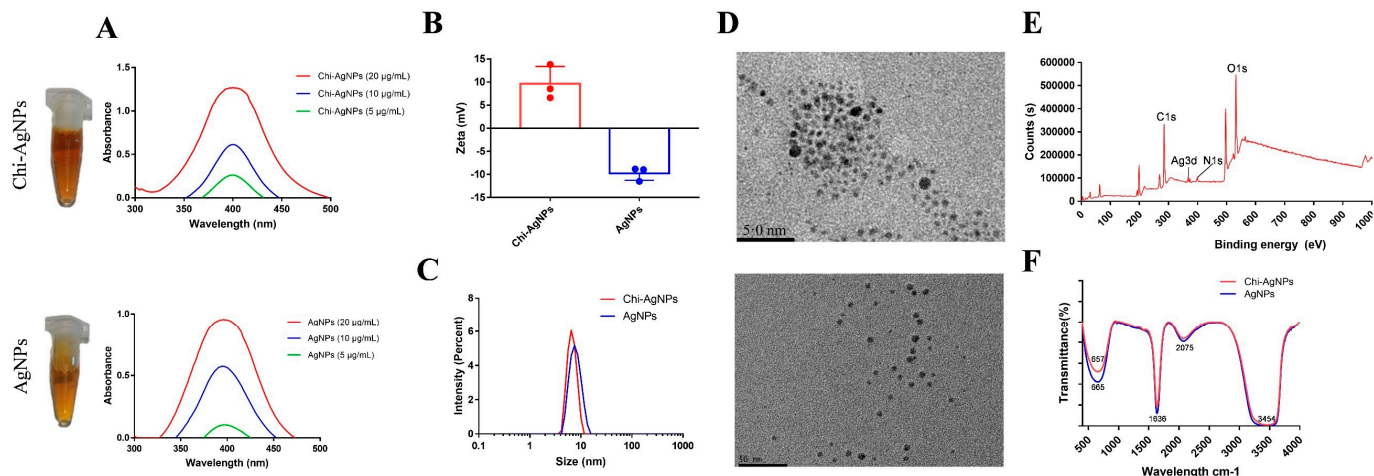 A
Chi-AgNPs
1.5
1.0
0.5
0.0
300
350
400
450
500
Absorbance
Wavelength (nm)
Chi-AgNPs (20 µg/mL)
Chi-AgNPs (10 µg/mL)
Chi-AgNPs (5 µg/mL)
AgNPs
1.0
0.5
0.0
300
350
400
450
500
Absorbance
Wavelength (nm)
AgNPs (20 µg/mL)
AgNPs (10 µg/mL)
AgNPs (5 µg/mL)
B
15
10
5
0
-5
-10
-15
Zeta (mV)
Chi-AgNPs
AgNPs
C
8
6
4
2
0
0.1
1
10
100
1000
Intensity (Percent)
Size (nm)
Chi-AgNPs
AgNPs
D
5.0 nm
50 nm
E
600000
500000
400000
300000
200000
100000
0
0
100
200
300
400
500
600
700
800
900
1000
Counts (s)
Binding energy (eV)
C1s
Ag3d
N1s
O1s
F
Chi-AgNPs
AgNPs
Transmittance(%)
657
665
1636
2075
3454
500
1000
1500
2000
2500
3000
3500
4000
Wavelength cm-1